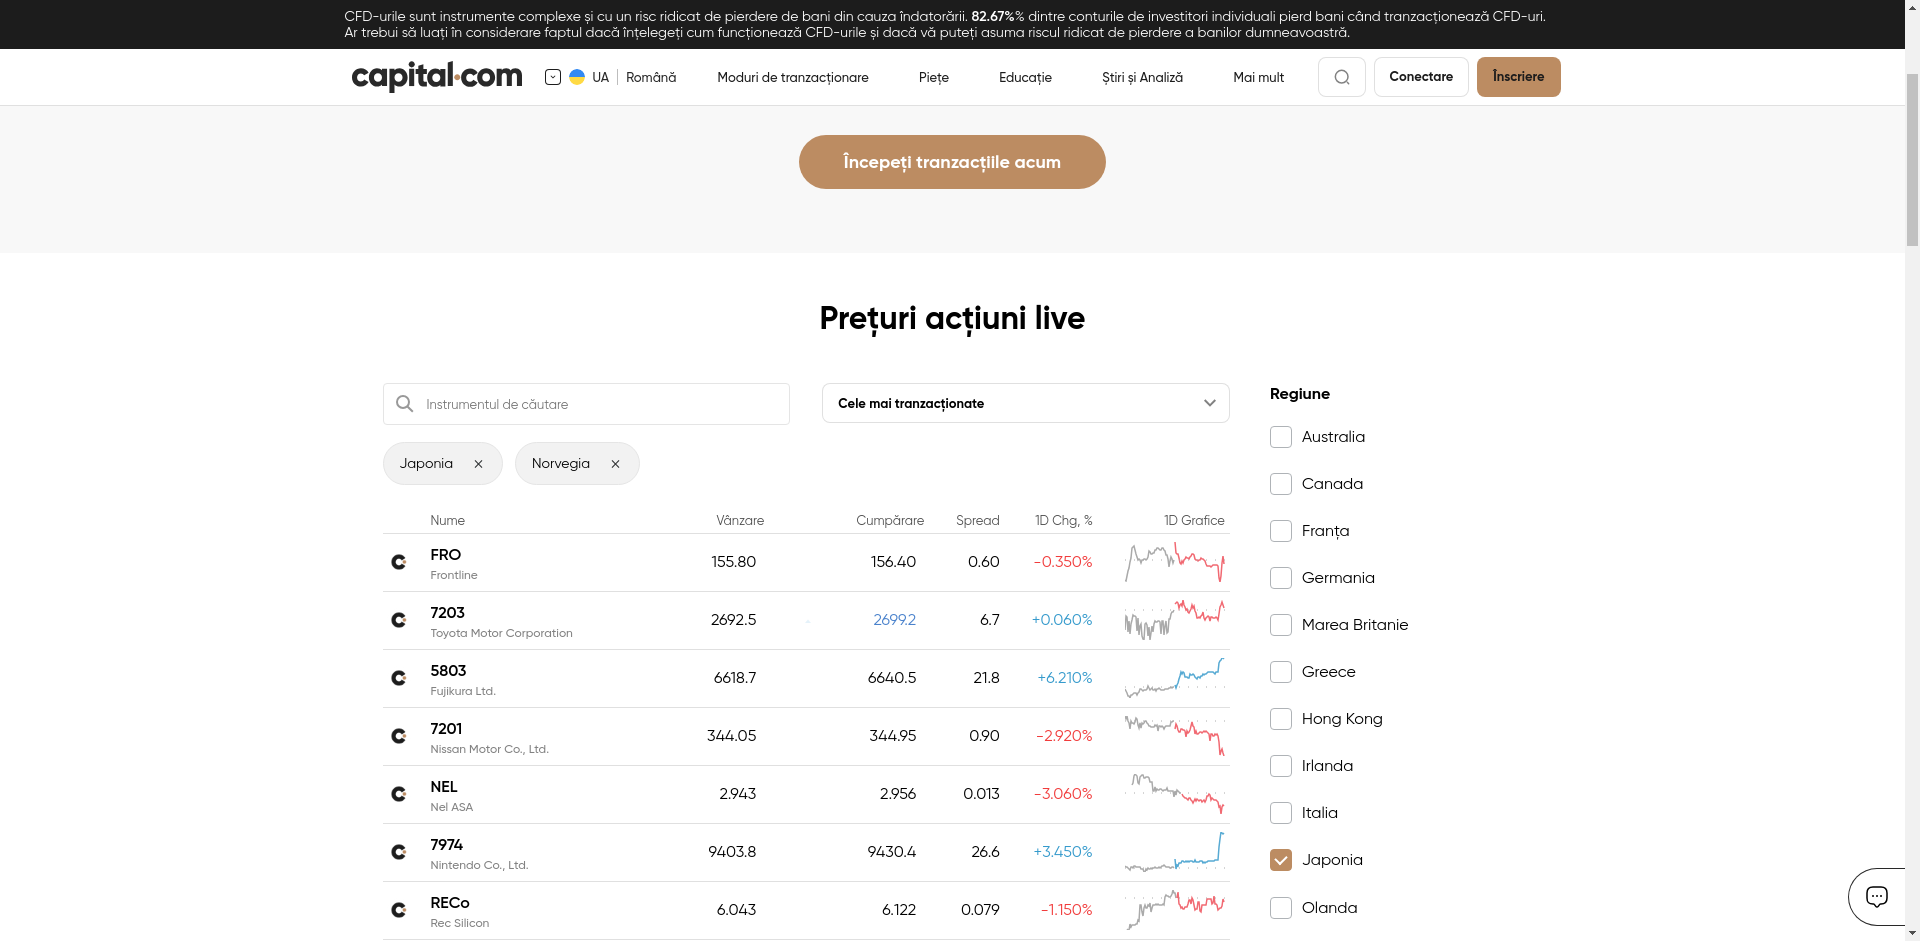 CFD-urile sunt instrumente complexe și cu un risc ridicat de pierdere de bani din cauza îndatorării. 82.67%% dintre conturile de investitori individuali pierd bani când tranzacționează CFD-uri.
Ar trebui să luați în considerare faptul dacă înțelegeți cum funcționează CFD-urile și dacă vă puteți asuma riscul ridicat de pierdere a banilor dumneavoastră.
capital.com UA Română Moduri de tranzacționare Piețe Educație Știri și Analiză Mai mult Conectare Înscriere
Începeți tranzacțiile acum
Prețuri acțiuni live
Instrumentul de căutare
Cele mai tranzacționate
Japonia × Norvegia ×
Nume Vânzare Cumpărare Spread 1D Chg, % 1D Grafice
FRO
Frontline
155.80 156.40 0.60 -0.350%
7203
Toyota Motor Corporation
2692.5 2699.2 6.7 +0.060%
5803
Fujikura Ltd.
6618.7 6640.5 21.8 +6.210%
7201
Nissan Motor Co., Ltd.
344.05 344.95 0.90 -2.920%
NEL
Nel ASA
2.943 2.956 0.013 -3.060%
7974
Nintendo Co., Ltd.
9403.8 9430.4 26.6 +3.450%
RECo
Rec Silicon
6.043 6.122 0.079 -1.150%
Regiune
Australia
Canada
Franța
Germania
Marea Britanie
Greece
Hong Kong
Irlanda
Italia
Japonia
Olanda